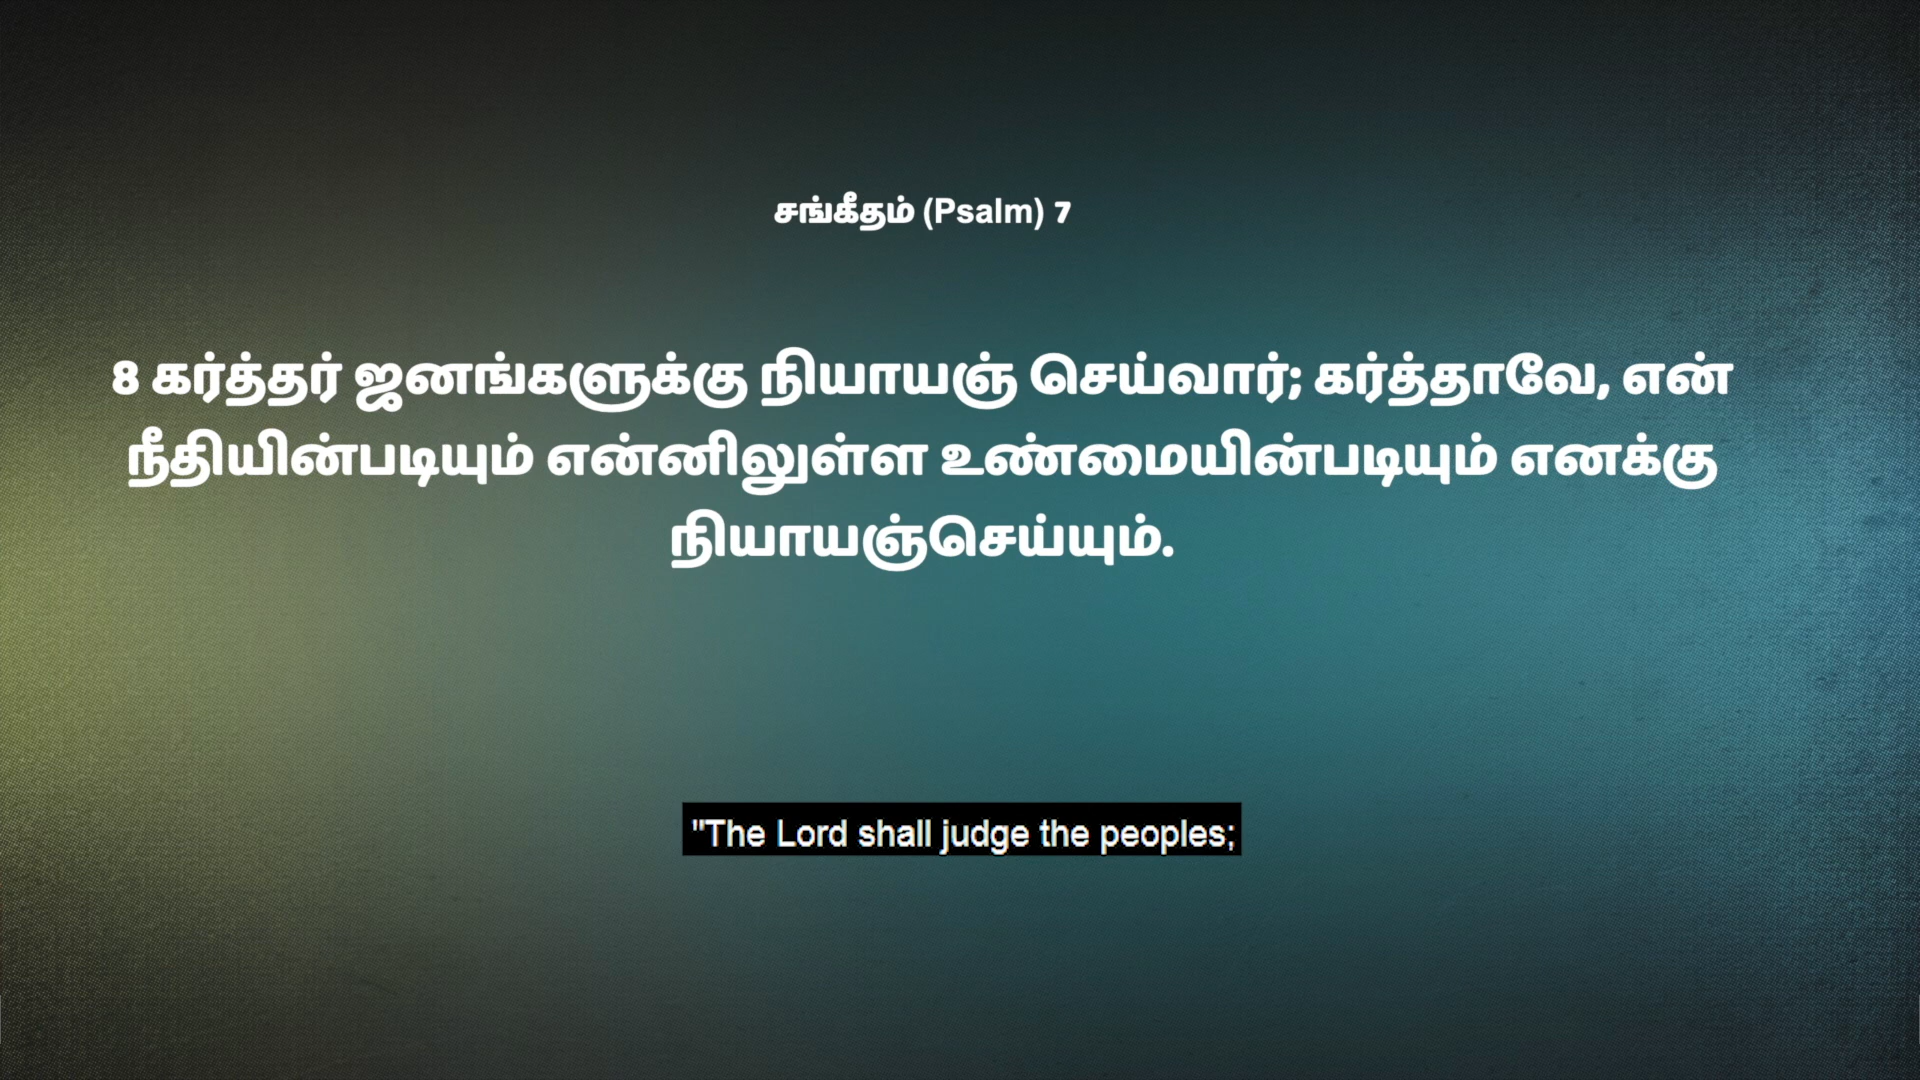 சங்கீதம் (Psalm) 7
8 கர்த்தர் ஜனங்களுக்கு நியாயஞ் செய்வார்; கர்த்தாவே, என்
நீதியின்படியும் என்னிலுள்ள உண்மையின்படியும் எனக்கு
நியாயஞ்செய்யும்.
"The Lord shall judge the peoples;